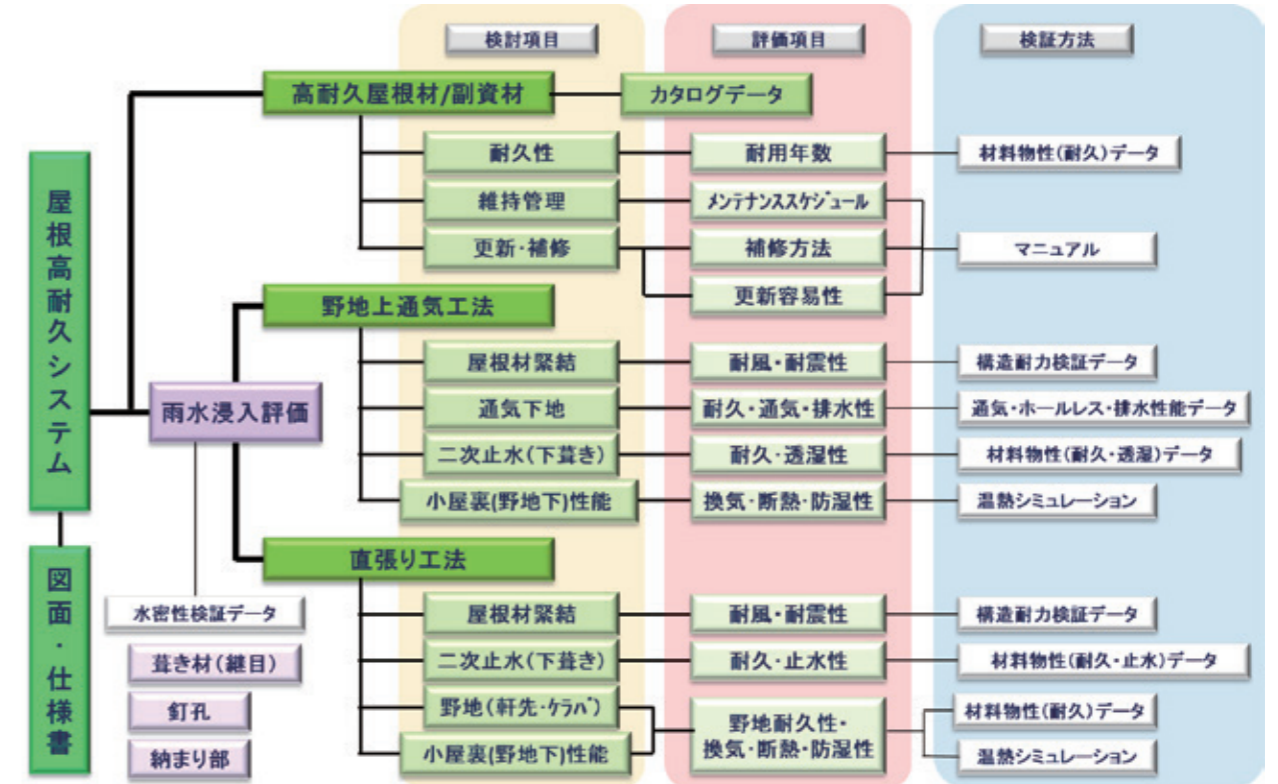 検討項目
評価項目
検証方法
高耐久屋根材/副資材
カタログデータ
耐久性
耐用年数
材料物性(耐久)データ
維持管理
メンテナンススケジュール
更新・補修
補修方法
マニュアル
更新容易性
屋根高耐久システム
野地上通気工法
屋根材緊結
耐風・耐震性
構造耐力検証データ
雨水浸入評価
通気下地
耐久・通気・排水性
通気・ホールレス・排水性能データ
二次止水(下葺き)
耐久・透湿性
材料物性(耐久・透湿)データ
小屋裏(野地下)性能
換気・断熱・防湿性
温熱シミュレーション
図面・仕様書
直張り工法
水密性検証データ
屋根材緊結
耐風・耐震性
構造耐力検証データ
葺き材(継目)
二次止水(下葺き)
耐久・止水性
材料物性(耐久・止水)データ
釘孔
野地(軒先・ケラバ)
野地耐久性・
換気・断熱・防湿性
材料物性(耐久)データ
納まり部
小屋裏(野地下)性能
温熱シミュレーション